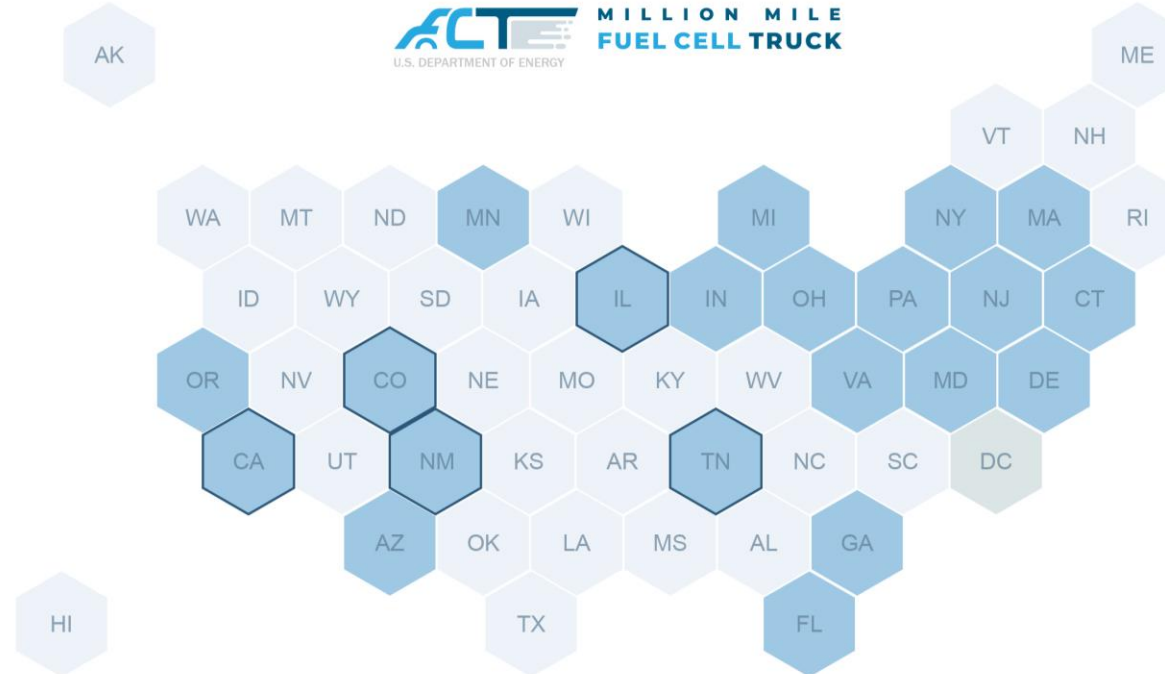 MILLION MILE
FUEL CELL TRUCK
FCT
U.S. DEPARTMENT OF ENERGY
AK
ME
VT NH
WA MT ND MN WI MI NY MA RI
ID WY SD IA IL IN OH PA NJ CT
OR NV CO NE MO KY WV VA MD DE
CA UT NM KS AR TN NC SC DC
AZ OK LA MS AL GA
HI TX FL